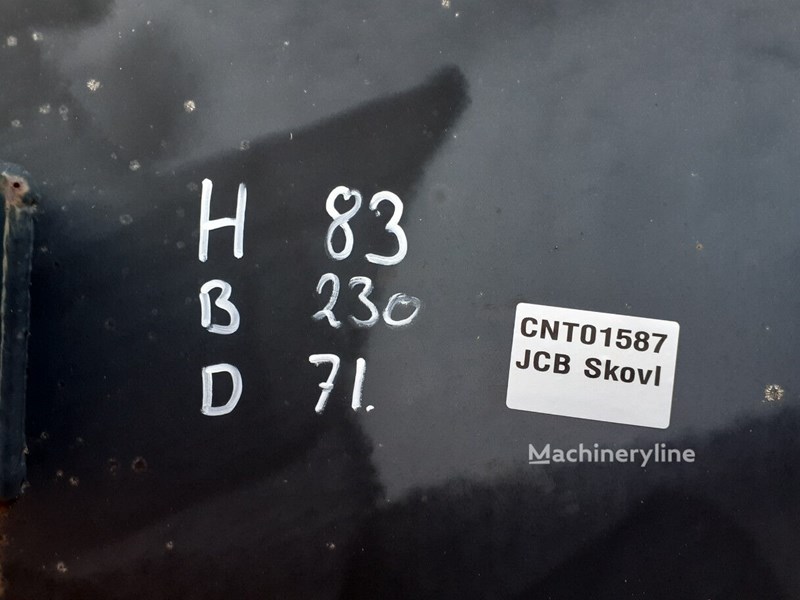 H 83
B 230
D 71.
CNT01587
JCB Skovl
Machineryline